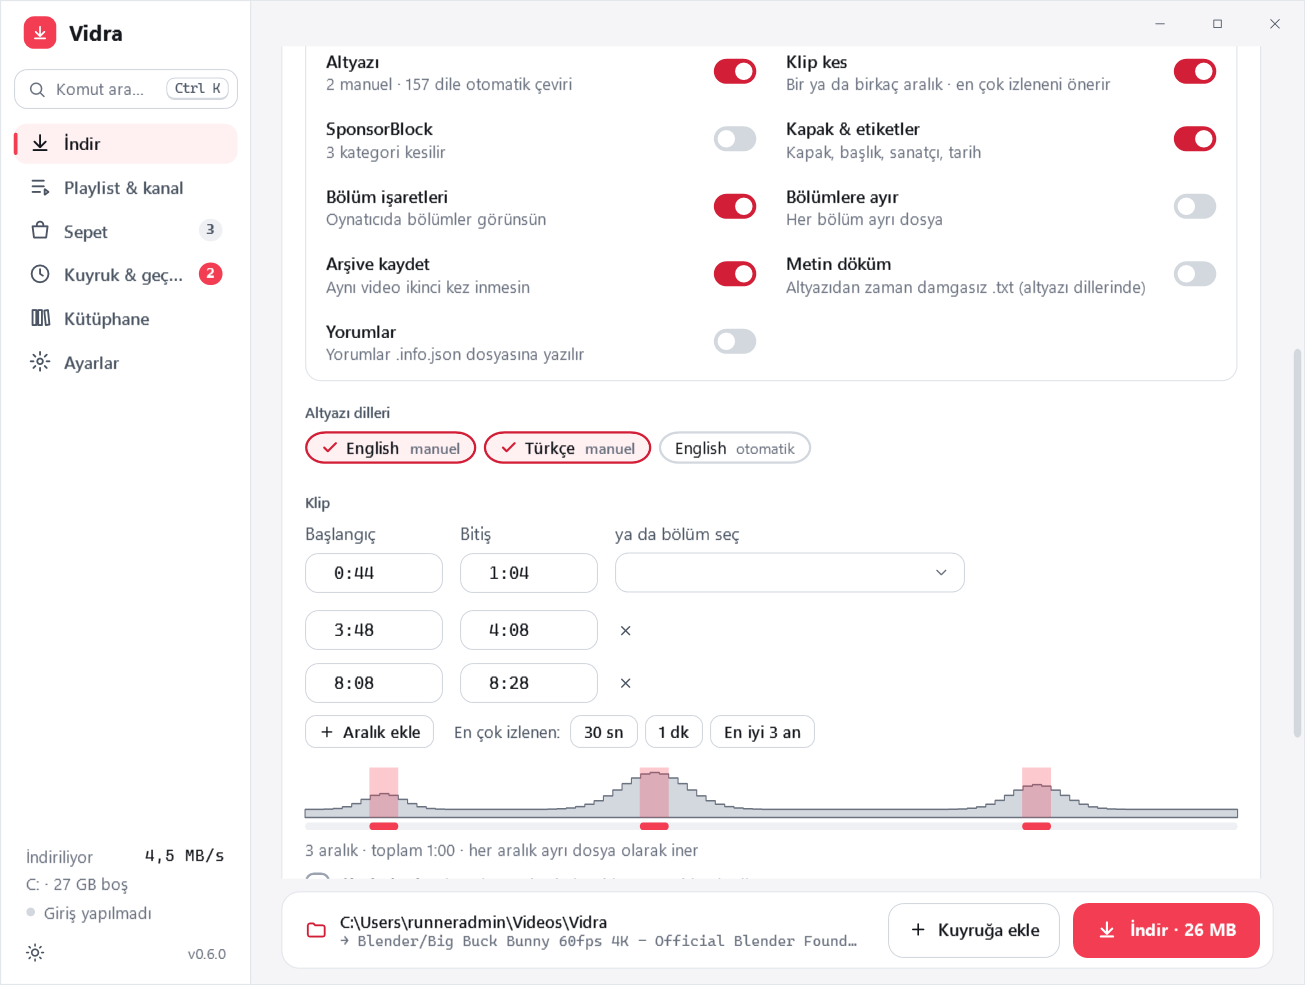 Vidra
Komut ara... Ctrl K
İndir
Playlist & kanal
Sepet 3
Kuyruk & geç... 2
Kütüphane
Ayarlar
İndiriliyor 4,5 MB/s
C: · 27 GB boş
Giriş yapılmadı
v0.6.0
Altyazı
2 manuel · 157 dile otomatik çeviri
Klip kes
Bir ya da birkaç aralık · en çok izleneni önerir
SponsorBlock
3 kategori kesilir
Kapak & etiketler
Kapak, başlık, sanatçı, tarih
Bölüm işaretleri
Oynatıcıda bölümler görünsün
Bölümlere ayır
Her bölüm ayrı dosya
Arşive kaydet
Aynı video ikinci kez inmesin
Metin döküm
Altyazıdan zaman damgasız .txt (altyazı dillerinde)
Yorumlar
Yorumlar .info.json dosyasına yazılır
Altyazı dilleri
English manuel Türkçe manuel English otomatik
Klip
Başlangıç Bitiş ya da bölüm seç
0:44 1:04
3:48 4:08
8:08 8:28
Aralık ekle En çok izlenen: 30 sn 1 dk En iyi 3 an
3 aralık · toplam 1:00 · her aralık ayrı dosya olarak iner
C:\Users\runneradmin\Videos\Vidra
→ Blender/Big Buck Bunny 60fps 4K – Official Blender Found…
Kuyruğa ekle
İndir · 26 MB